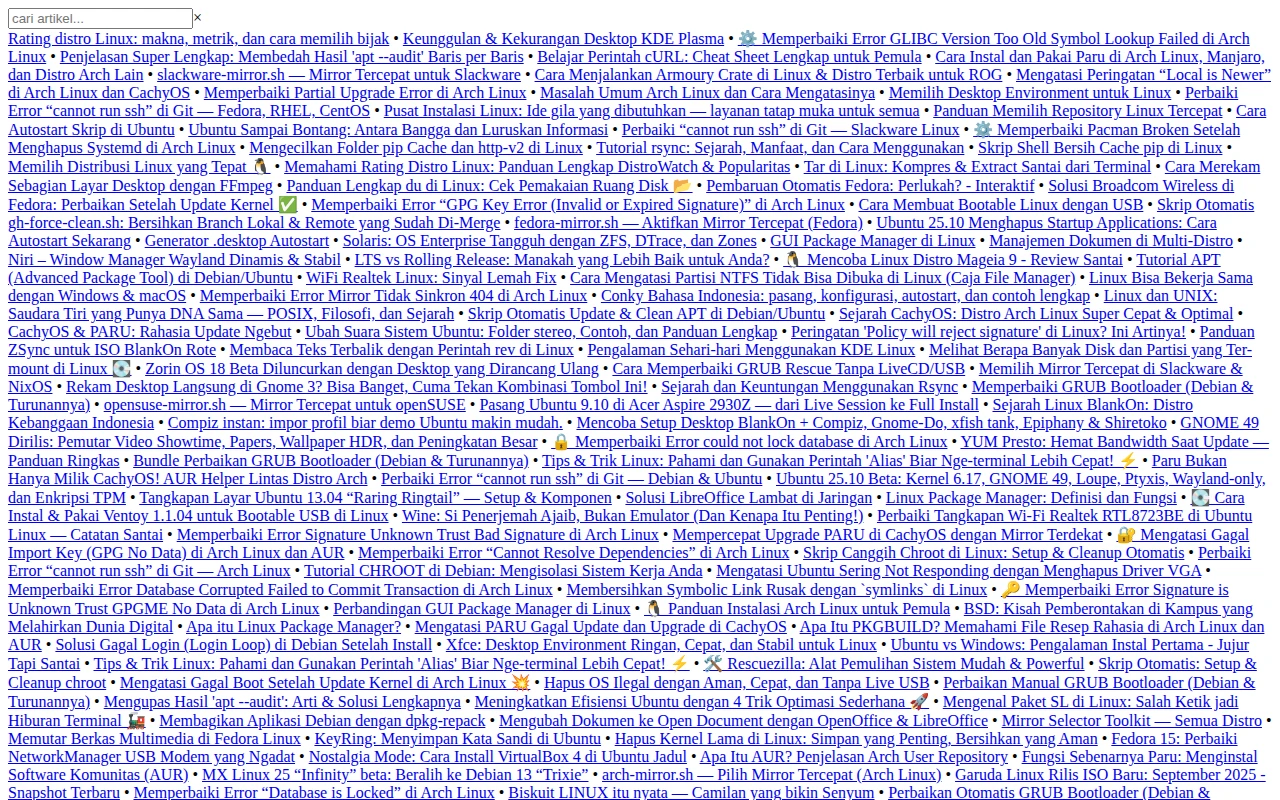 cari artikel... ×
Rating distro Linux: makna, metrik, dan cara memilih bijak • Keunggulan & Kekurangan Desktop KDE Plasma • ⚙️ Memperbaiki Error GLIBC Version Too Old Symbol Lookup Failed di Arch
Linux • Penjelasan Super Lengkap: Membedah Hasil 'apt --audit' Baris per Baris • Belajar Perintah cURL: Cheat Sheet Lengkap untuk Pemula • Cara Instal dan Pakai Paru di Arch Linux, Manjaro,
dan Distro Arch Lain • slackware-mirror.sh — Mirror Tercepat untuk Slackware • Cara Menjalankan Armoury Crate di Linux & Distro Terbaik untuk ROG • Mengatasi Peringatan “Local is Newer”
di Arch Linux dan CachyOS • Memperbaiki Partial Upgrade Error di Arch Linux • Masalah Umum Arch Linux dan Cara Mengatasinya • Memilih Desktop Environment untuk Linux • Perbaiki
Error “cannot run ssh” di Git — Fedora, RHEL, CentOS • Pusat Instalasi Linux: Ide gila yang dibutuhkan — layanan tatap muka untuk semua • Panduan Memilih Repository Linux Tercepat • Cara
Autostart Skrip di Ubuntu • Ubuntu Sampai Bontang: Antara Bangga dan Luruskan Informasi • Perbaiki “cannot run ssh” di Git — Slackware Linux • ⚙️ Memperbaiki Pacman Broken Setelah
Menghapus Systemd di Arch Linux • Mengecilkan Folder pip Cache dan http-v2 di Linux • Tutorial rsync: Sejarah, Manfaat, dan Cara Menggunakan • Skrip Shell Bersih Cache pip di Linux •
Memilih Distribusi Linux yang Tepat 🐧 • Memahami Rating Distro Linux: Panduan Lengkap DistroWatch & Popularitas • Tar di Linux: Kompres & Extract Santai dari Terminal • Cara Merekam
Sebagian Layar Desktop dengan FFmpeg • Panduan Lengkap du di Linux: Cek Pemakaian Ruang Disk 📂 • Pembaruan Otomatis Fedora: Perlukah? - Interaktif • Solusi Broadcom Wireless di
Fedora: Perbaikan Setelah Update Kernel ✅ • Memperbaiki Error “GPG Key Error (Invalid or Expired Signature)” di Arch Linux • Cara Membuat Bootable Linux dengan USB • Skrip Otomatis
gh-force-clean.sh: Bersihkan Branch Lokal & Remote yang Sudah Di-Merge • fedora-mirror.sh — Aktifkan Mirror Tercepat (Fedora) • Ubuntu 25.10 Menghapus Startup Applications: Cara
Autostart Sekarang • Generator .desktop Autostart • Solaris: OS Enterprise Tangguh dengan ZFS, DTrace, dan Zones • GUI Package Manager di Linux • Manajemen Dokumen di Multi-Distro •
Niri – Window Manager Wayland Dinamis & Stabil • LTS vs Rolling Release: Manakah yang Lebih Baik untuk Anda? • 🐧 Mencoba Linux Distro Mageia 9 - Review Santai • Tutorial APT
(Advanced Package Tool) di Debian/Ubuntu • WiFi Realtek Linux: Sinyal Lemah Fix • Cara Mengatasi Partisi NTFS Tidak Bisa Dibuka di Linux (Caja File Manager) • Linux Bisa Bekerja Sama
dengan Windows & macOS • Memperbaiki Error Mirror Tidak Sinkron 404 di Arch Linux • Conky Bahasa Indonesia: pasang, konfigurasi, autostart, dan contoh lengkap • Linux dan UNIX:
Saudara Tiri yang Punya DNA Sama — POSIX, Filosofi, dan Sejarah • Skrip Otomatis Update & Clean APT di Debian/Ubuntu • Sejarah CachyOS: Distro Arch Linux Super Cepat & Optimal •
CachyOS & PARU: Rahasia Update Ngebut • Ubah Suara Sistem Ubuntu: Folder stereo, Contoh, dan Panduan Lengkap • Peringatan 'Policy will reject signature' di Linux? Ini Artinya! • Panduan
ZSync untuk ISO BlankOn Rote • Membaca Teks Terbalik dengan Perintah rev di Linux • Pengalaman Sehari-hari Menggunakan KDE Linux • Melihat Berapa Banyak Disk dan Partisi yang Ter-
mount di Linux 💽 • Zorin OS 18 Beta Diluncurkan dengan Desktop yang Dirancang Ulang • Cara Memperbaiki GRUB Rescue Tanpa LiveCD/USB • Memilih Mirror Tercepat di Slackware &
NixOS • Rekam Desktop Langsung di Gnome 3? Bisa Banget, Cuma Tekan Kombinasi Tombol Ini! • Sejarah dan Keuntungan Menggunakan Rsync • Memperbaiki GRUB Bootloader (Debian &
Turunannya) • opensuse-mirror.sh — Mirror Tercepat untuk openSUSE • Pasang Ubuntu 9.10 di Acer Aspire 2930Z — dari Live Session ke Full Install • Sejarah Linux BlankOn: Distro
Kebanggaan Indonesia • Compiz instan: impor profil biar demo Ubuntu makin mudah. • Mencoba Setup Desktop BlankOn + Compiz, Gnome-Do, xfish tank, Epiphany & Shiretoko • GNOME 49
Dirilis: Pemutar Video Showtime, Papers, Wallpaper HDR, dan Peningkatan Besar • 🔒 Memperbaiki Error could not lock database di Arch Linux • YUM Presto: Hemat Bandwidth Saat Update —
Panduan Ringkas • Bundle Perbaikan GRUB Bootloader (Debian & Turunannya) • Tips & Trik Linux: Pahami dan Gunakan Perintah 'Alias' Biar Nge-terminal Lebih Cepat! ⚡ • Paru Bukan
Hanya Milik CachyOS! AUR Helper Lintas Distro Arch • Perbaiki Error “cannot run ssh” di Git — Debian & Ubuntu • Ubuntu 25.10 Beta: Kernel 6.17, GNOME 49, Loupe, Ptyxis, Wayland-only,
dan Enkripsi TPM • Tangkapan Layar Ubuntu 13.04 “Raring Ringtail” — Setup & Komponen • Solusi LibreOffice Lambat di Jaringan • Linux Package Manager: Definisi dan Fungsi • 💽 Cara
Instal & Pakai Ventoy 1.1.04 untuk Bootable USB di Linux • Wine: Si Penerjemah Ajaib, Bukan Emulator (Dan Kenapa Itu Penting!) • Perbaiki Tangkapan Wi-Fi Realtek RTL8723BE di Ubuntu
Linux — Catatan Santai • Memperbaiki Error Signature Unknown Trust Bad Signature di Arch Linux • Mempercepat Upgrade PARU di CachyOS dengan Mirror Terdekat • 🔐 Mengatasi Gagal
Import Key (GPG No Data) di Arch Linux dan AUR • Memperbaiki Error “Cannot Resolve Dependencies” di Arch Linux • Skrip Canggih Chroot di Linux: Setup & Cleanup Otomatis • Perbaiki
Error “cannot run ssh” di Git — Arch Linux • Tutorial CHROOT di Debian: Mengisolasi Sistem Kerja Anda • Mengatasi Ubuntu Sering Not Responding dengan Menghapus Driver VGA •
Memperbaiki Error Database Corrupted Failed to Commit Transaction di Arch Linux • Membersihkan Symbolic Link Rusak dengan `symlinks` di Linux • 🔑 Memperbaiki Error Signature is
Unknown Trust GPGME No Data di Arch Linux • Perbandingan GUI Package Manager di Linux • 🐧 Panduan Instalasi Arch Linux untuk Pemula • BSD: Kisah Pemberontakan di Kampus yang
Melahirkan Dunia Digital • Apa itu Linux Package Manager? • Mengatasi PARU Gagal Update dan Upgrade di CachyOS • Apa Itu PKGBUILD? Memahami File Resep Rahasia di Arch Linux dan
AUR • Solusi Gagal Login (Login Loop) di Debian Setelah Install • Xfce: Desktop Environment Ringan, Cepat, dan Stabil untuk Linux • Ubuntu vs Windows: Pengalaman Instal Pertama - Jujur
Tapi Santai • Tips & Trik Linux: Pahami dan Gunakan Perintah 'Alias' Biar Nge-terminal Lebih Cepat! ⚡ • 🛠️ Rescuezilla: Alat Pemulihan Sistem Mudah & Powerful • Skrip Otomatis: Setup &
Cleanup chroot • Mengatasi Gagal Boot Setelah Update Kernel di Arch Linux 💥 • Hapus OS Ilegal dengan Aman, Cepat, dan Tanpa Live USB • Perbaikan Manual GRUB Bootloader (Debian &
Turunannya) • Mengupas Hasil 'apt --audit': Arti & Solusi Lengkapnya • Meningkatkan Efisiensi Ubuntu dengan 4 Trik Optimasi Sederhana 🚀 • Mengenal Paket SL di Linux: Salah Ketik jadi
Hiburan Terminal 🚂 • Membagikan Aplikasi Debian dengan dpkg-repack • Mengubah Dokumen ke Open Document dengan OpenOffice & LibreOffice • Mirror Selector Toolkit — Semua Distro •
Memutar Berkas Multimedia di Fedora Linux • KeyRing: Menyimpan Kata Sandi di Ubuntu • Hapus Kernel Lama di Linux: Simpan yang Penting, Bersihkan yang Aman • Fedora 15: Perbaiki
NetworkManager USB Modem yang Ngadat • Nostalgia Mode: Cara Install VirtualBox 4 di Ubuntu Jadul • Apa Itu AUR? Penjelasan Arch User Repository • Fungsi Sebenarnya Paru: Menginstal
Software Komunitas (AUR) • MX Linux 25 “Infinity” beta: Beralih ke Debian 13 “Trixie” • arch-mirror.sh — Pilih Mirror Tercepat (Arch Linux) • Garuda Linux Rilis ISO Baru: September 2025 -
Snapshot Terbaru • Memperbaiki Error “Database is Locked” di Arch Linux • Biskuit LINUX itu nyata — Camilan yang bikin Senyum • Perbaikan Otomatis GRUB Bootloader (Debian &